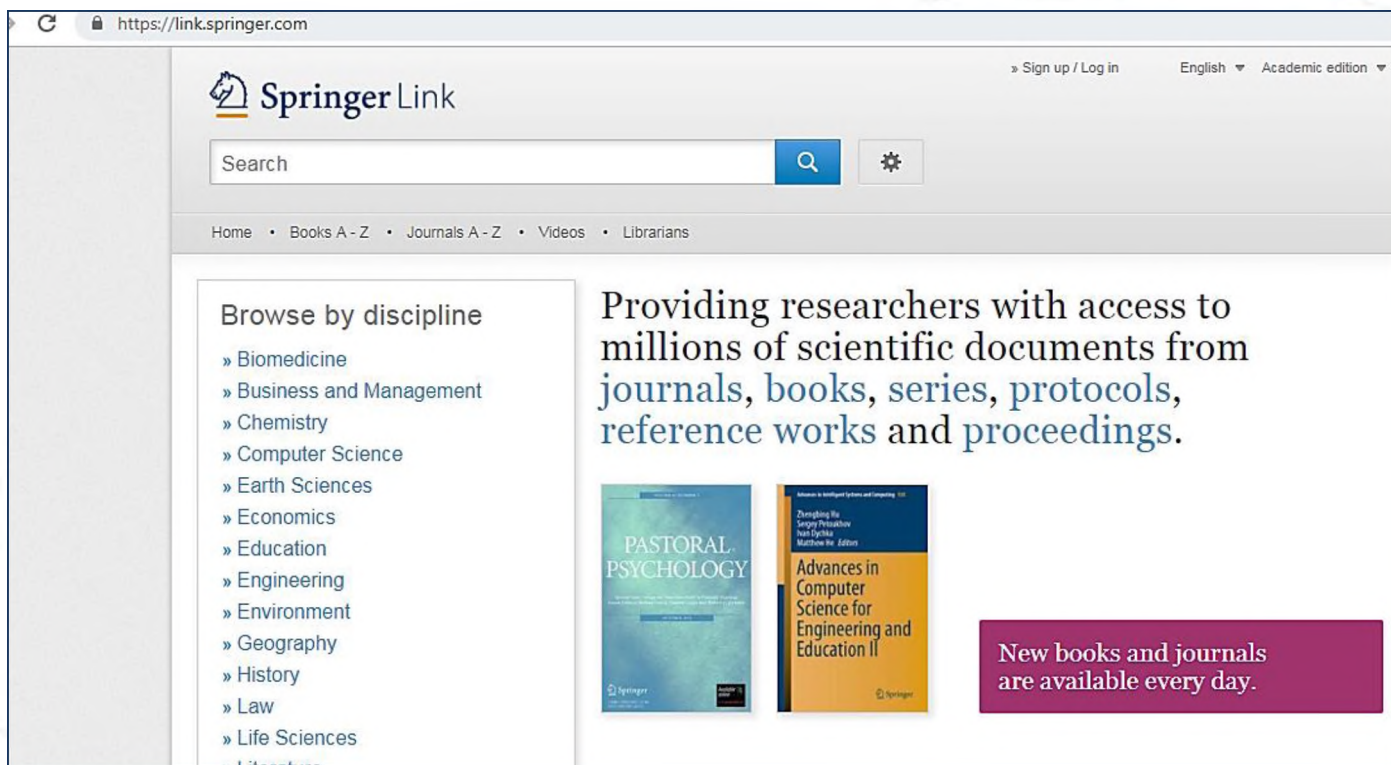 https://link.springer.com
» Sign up / Log in English Academic edition
Springer Link
Search
Home • Books A - Z • Journals A - Z • Videos • Librarians
Browse by discipline
» Biomedicine
» Business and Management
» Chemistry
» Computer Science
» Earth Sciences
» Economics
» Education
» Engineering
» Environment
» Geography
» History
» Law
» Life Sciences
Providing researchers with access to
millions of scientific documents from
journals, books, series, protocols,
reference works and proceedings.
PASTORAL
PSYCHOLOGY
Springer
Advances in Intelligent Systems and Computing
Zhengbing Hu
Sergey Petoukhov
Ivan Dychka
Matthew He Editors
Advances in
Computer
Science for
Engineering and
Education II
Springer
New books and journals
are available every day.